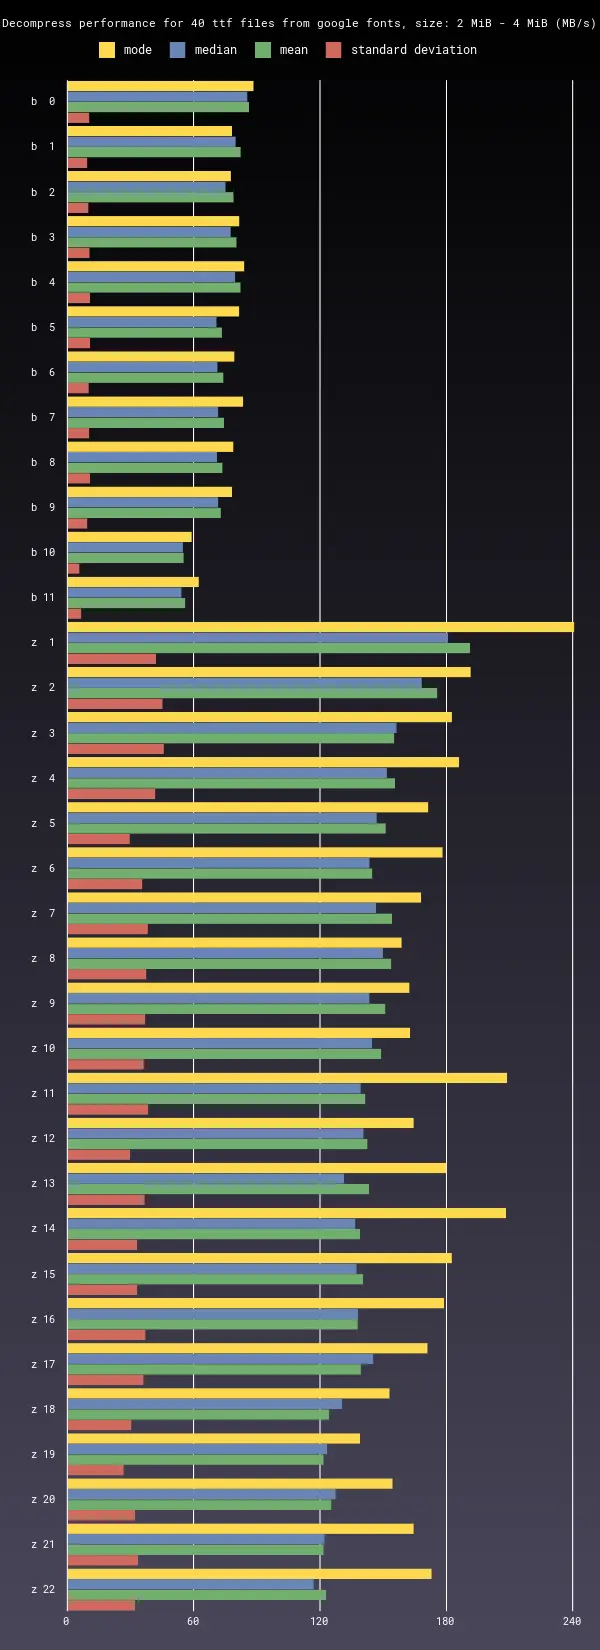 Decompress performance for 40 ttf files from google fonts, size: 2 MiB - 4 MiB (MB/s)
mode median mean standard deviation
b 0
b 1
b 2
b 3
b 4
b 5
b 6
b 7
b 8
b 9
b 10
b 11
z 1
z 2
z 3
z 4
z 5
z 6
z 7
z 8
z 9
z 10
z 11
z 12
z 13
z 14
z 15
z 16
z 17
z 18
z 19
z 20
z 21
z 22
0 60 120 180 240